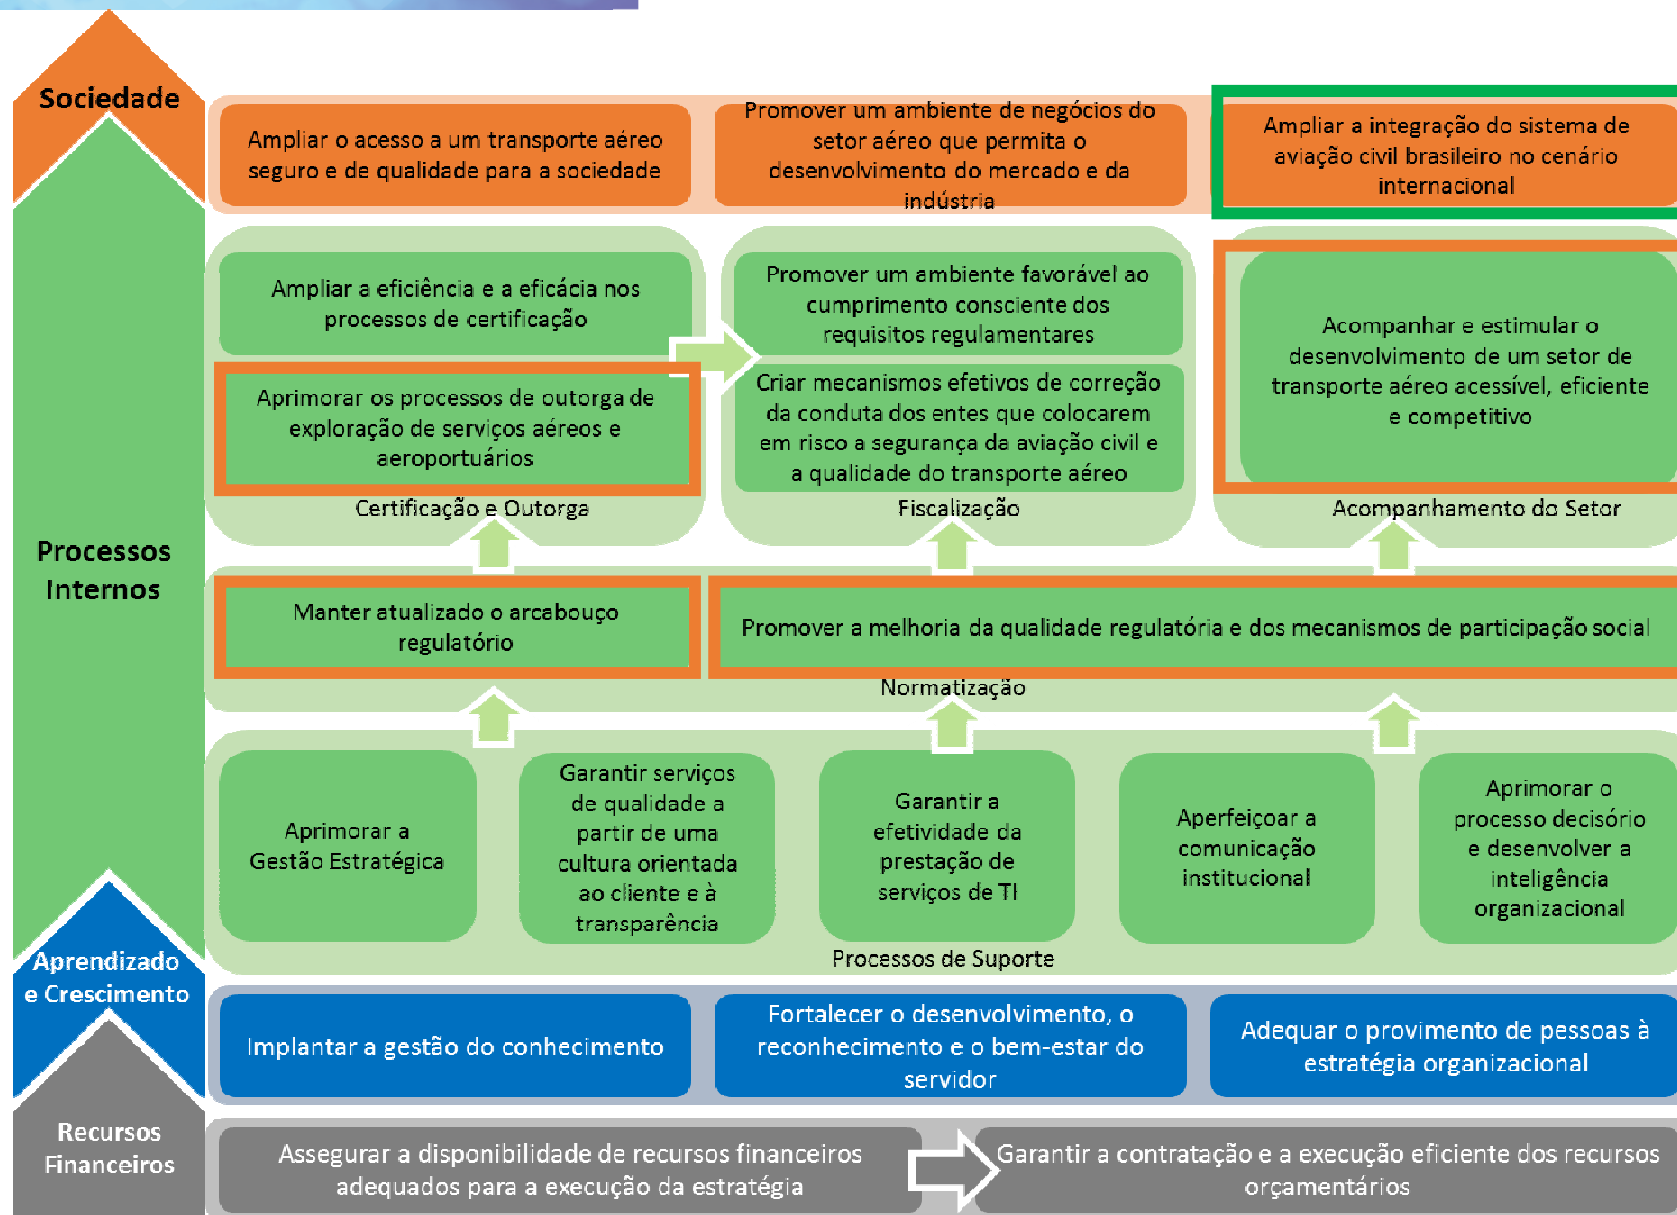 Sociedade
Ampliar o acesso a um transporte aéreo
seguro e de qualidade para a sociedade
Promover um ambiente de negócios do
setor aéreo que permita o
desenvolvimento do mercado e da
indústria
Ampliar a integração do sistema de
aviação civil brasileiro no cenário
internacional
Processos
Internos
Ampliar a eficiência e a eficácia nos
processos de certificação
Aprimorar os processos de outorga de
exploração de serviços aéreos e
aeroportuários
Certificação e Outorga
Promover um ambiente favorável ao
cumprimento consciente dos
requisitos regulamentares
Criar mecanismos efetivos de correção
da conduta dos entes que colocarem
em risco a segurança da aviação civil e
a qualidade do transporte aéreo
Fiscalização
Acompanhar e estimular o
desenvolvimento de um setor de
transporte aéreo acessível, eficiente
e competitivo
Acompanhamento do Setor
Manter atualizado o arcabouço
regulatório
Promover a melhoria da qualidade regulatória e dos mecanismos de participação social
Normatização
Aprimorar a
Gestão Estratégica
Garantir serviços
de qualidade a
partir de uma
cultura orientada
ao cliente e à
transparência
Garantir a
efetividade da
prestação de
serviços de TI
Aperfeiçoar a
comunicação
institucional
Aprimorar o
processo decisório
e desenvolver a
inteligência
organizacional
Processos de Suporte
Aprendizado
e Crescimento
Implantar a gestão do conhecimento
Fortalecer o desenvolvimento, o
reconhecimento e o bem-estar do
servidor
Adequar o provimento de pessoas à
estratégia organizacional
Recursos
Financeiros
Assegurar a disponibilidade de recursos financeiros
adequados para a execução da estratégia
Garantir a contratação e a execução eficiente dos recursos
orçamentários